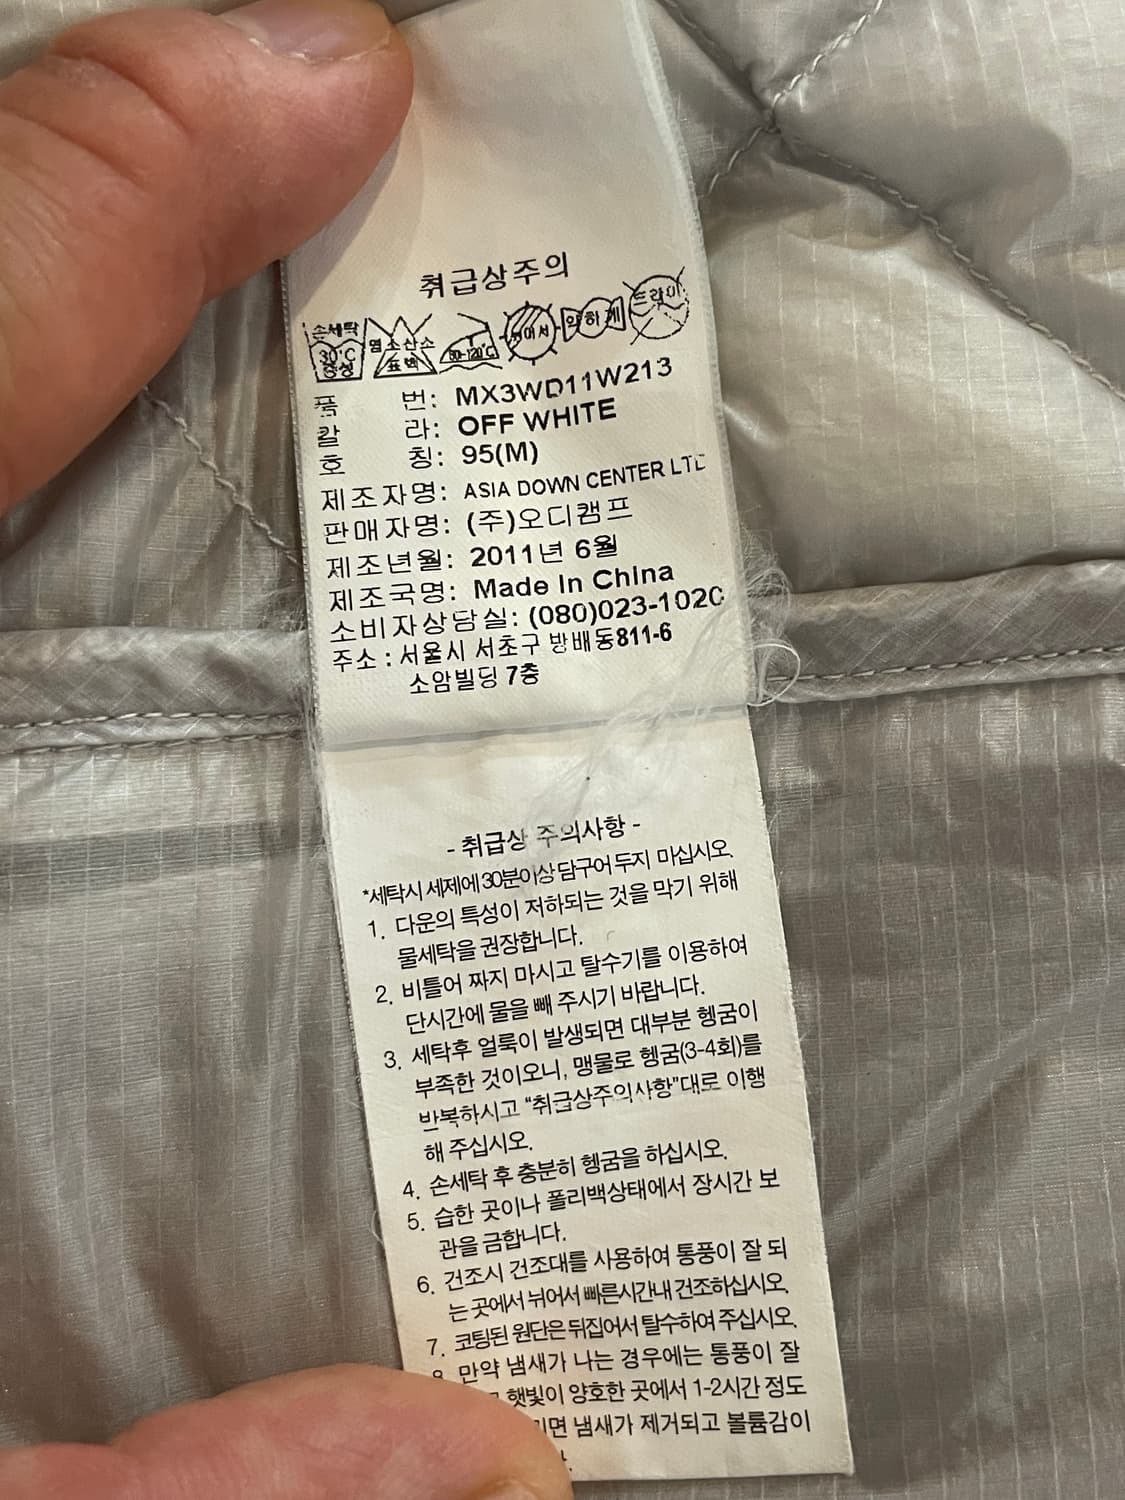 취급상주의
손세탁 30℃ 중성
염소산소 표백
80-120℃
뉘어서
약하게
드라이
품 번: MX3WD11W213
칼 라: OFF WHITE
호 칭: 95(M)
제조자명: ASIA DOWN CENTER LTD
판매자명: (주)오디캠프
제조년월: 2011년 6월
제조국명: Made In China
소비자상담실: (080)023-1020
주소 : 서울시 서초구 방배동811-6
소암빌딩 7층
- 취급상 주의사항 -
*세탁시 세제에 30분이상 담구어 두지 마십시오.
1. 다운의 특성이 저하되는 것을 막기 위해
물세탁을 권장합니다.
2. 비틀어 짜지 마시고 탈수기를 이용하여
단시간에 물을 빼 주시기 바랍니다.
3. 세탁후 얼룩이 발생되면 대부분 헹굼이
부족한 것이오니, 맹물로 헹굼(3-4회)를
반복하시고 “취급상주의사항”대로 이행
해 주십시오.
4. 손세탁 후 충분히 헹굼을 하십시오.
5. 습한 곳이나 폴리백상태에서 장시간 보
관을 금합니다.
6. 건조시 건조대를 사용하여 통풍이 잘 되
는 곳에서 뉘어서 빠른시간내 건조하십시오.
7. 코팅된 원단은 뒤집어서 탈수하여 주십시오.
8. 만약 냄새가 나는 경우에는 통풍이 잘
햇빛이 양호한 곳에서 1-2시간 정도
냄새가 제거되고 볼륨감이